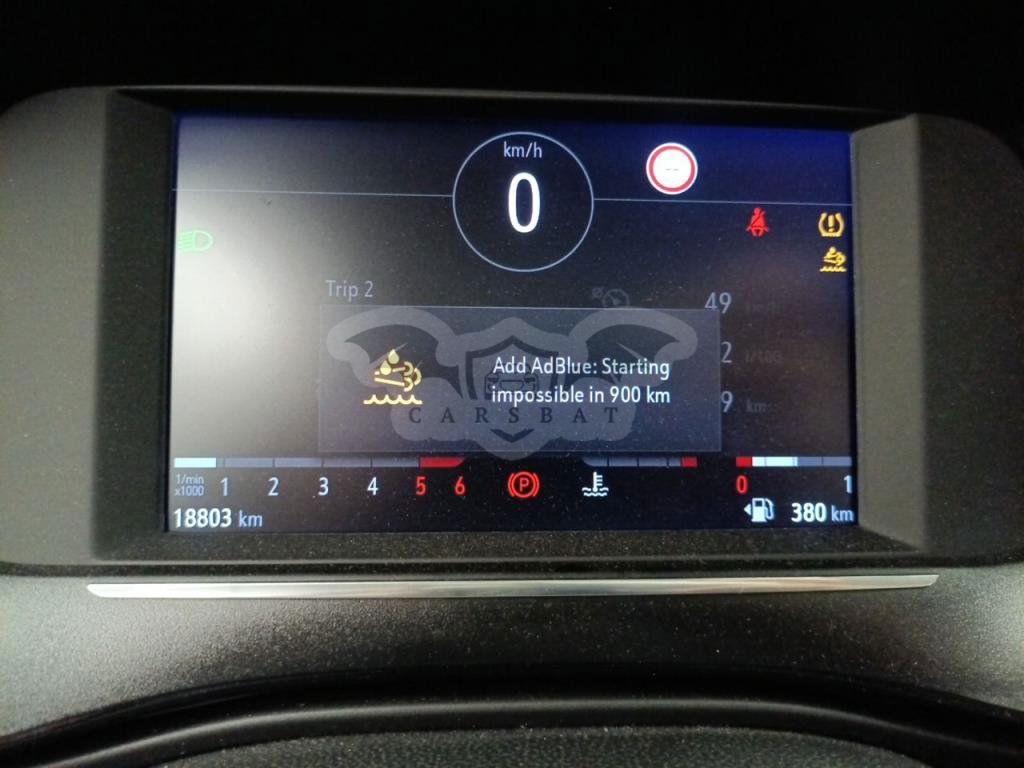 km/h
0
--
Trip 2
49
Add AdBlue: Starting
impossible in 900 km
2
9 km
CARSBAT
1/min
x1000
1 2 3 4 5 6
P
0 1
18803 km
380 km